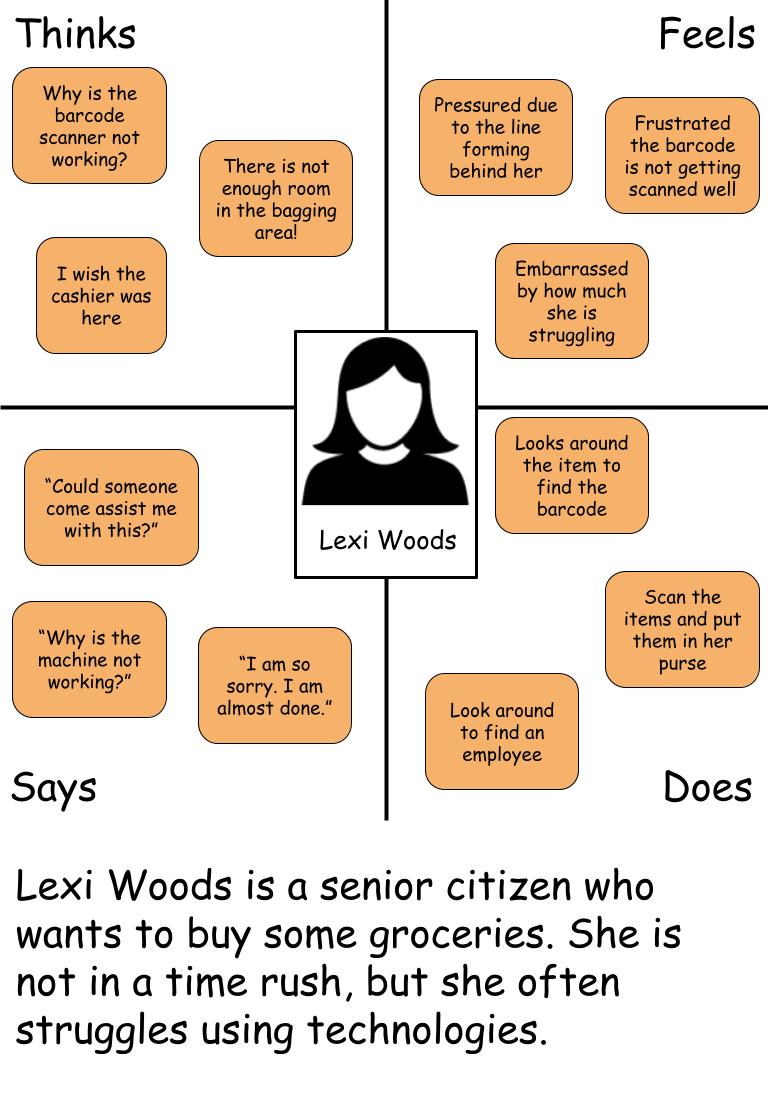 Thinks
Why is the
barcode
scanner not
working?
There is not
enough room
in the bagging
area!
I wish the
cashier was
here
Feels
Pressured due
to the line
forming
behind her
Frustrated
the barcode
is not getting
scanned well
Embarrassed
by how much
she is
struggling
Lexi Woods
“Could someone
come assist me
with this?”
“Why is the
machine not
working?”
“I am so
sorry. I am
almost done.”
Says
Looks around
the item to
find the
barcode
Scan the
items and put
them in her
purse
Look around
to find an
employee
Does
Lexi Woods is a senior citizen who
wants to buy some groceries. She is
not in a time rush, but she often
struggles using technologies.